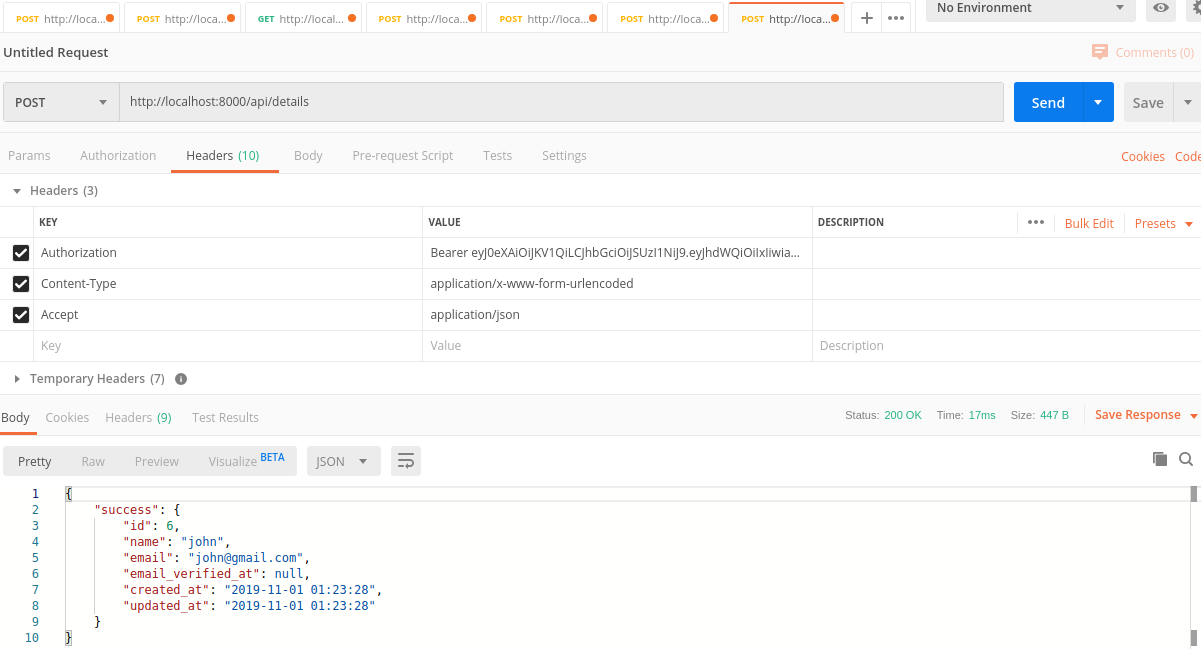 POST http://loca... POST http://loca... GET http://local... POST http://loca... POST http://loca... POST http://loca... POST http://loca... No Environment
Untitled Request Comments (0)
POST http://localhost:8000/api/details Send Save
Params Authorization Headers (10) Body Pre-request Script Tests Settings Cookies Code
Headers (3)
KEY VALUE DESCRIPTION ••• Bulk Edit Presets
Authorization Bearer eyJ0eXAiOiJKV1QiLCJhbGciOiJSUzI1NiJ9.eyJhdWQiOiIxIiwia...
Content-Type application/x-www-form-urlencoded
Accept application/json
Key Value Description
Temporary Headers (7)
Body Cookies Headers (9) Test Results Status: 200 OK Time: 17ms Size: 447 B Save Response
Pretty Raw Preview Visualize BETA JSON
1 {
2 "success": {
3 "id": 6,
4 "name": "john",
5 "email": "john@gmail.com",
6 "email_verified_at": null,
7 "created_at": "2019-11-01 01:23:28",
8 "updated_at": "2019-11-01 01:23:28"
9 }
10 }